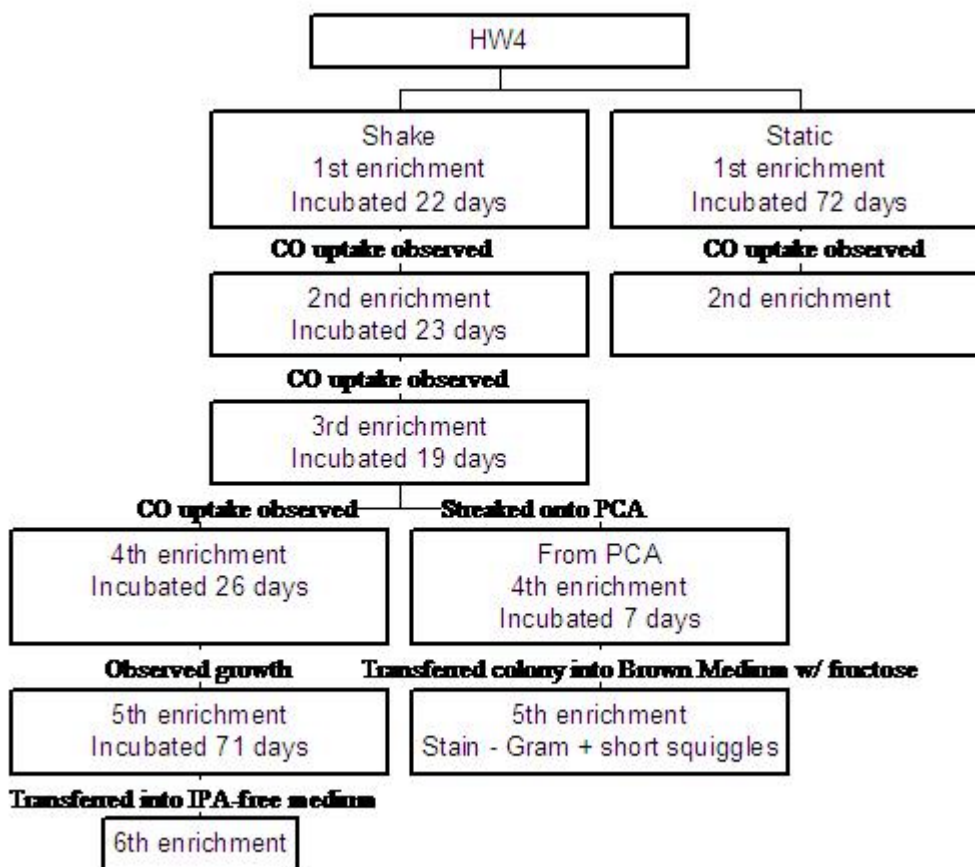 HW4
Shake
1st enrichment
Incubated 22 days
Static
1st enrichment
Incubated 72 days
CO uptake observed
CO uptake observed
2nd enrichment
Incubated 23 days
2nd enrichment
CO uptake observed
3rd enrichment
Incubated 19 days
CO uptake observed
Streaked onto PCA
4th enrichment
Incubated 26 days
From PCA
4th enrichment
Incubated 7 days
Observed growth
Transferred colony into Brown Medium w/ fructose
5th enrichment
Incubated 71 days
5th enrichment
Stain - Gram + short squiggles
Transferred into IPA-free medium
6th enrichment